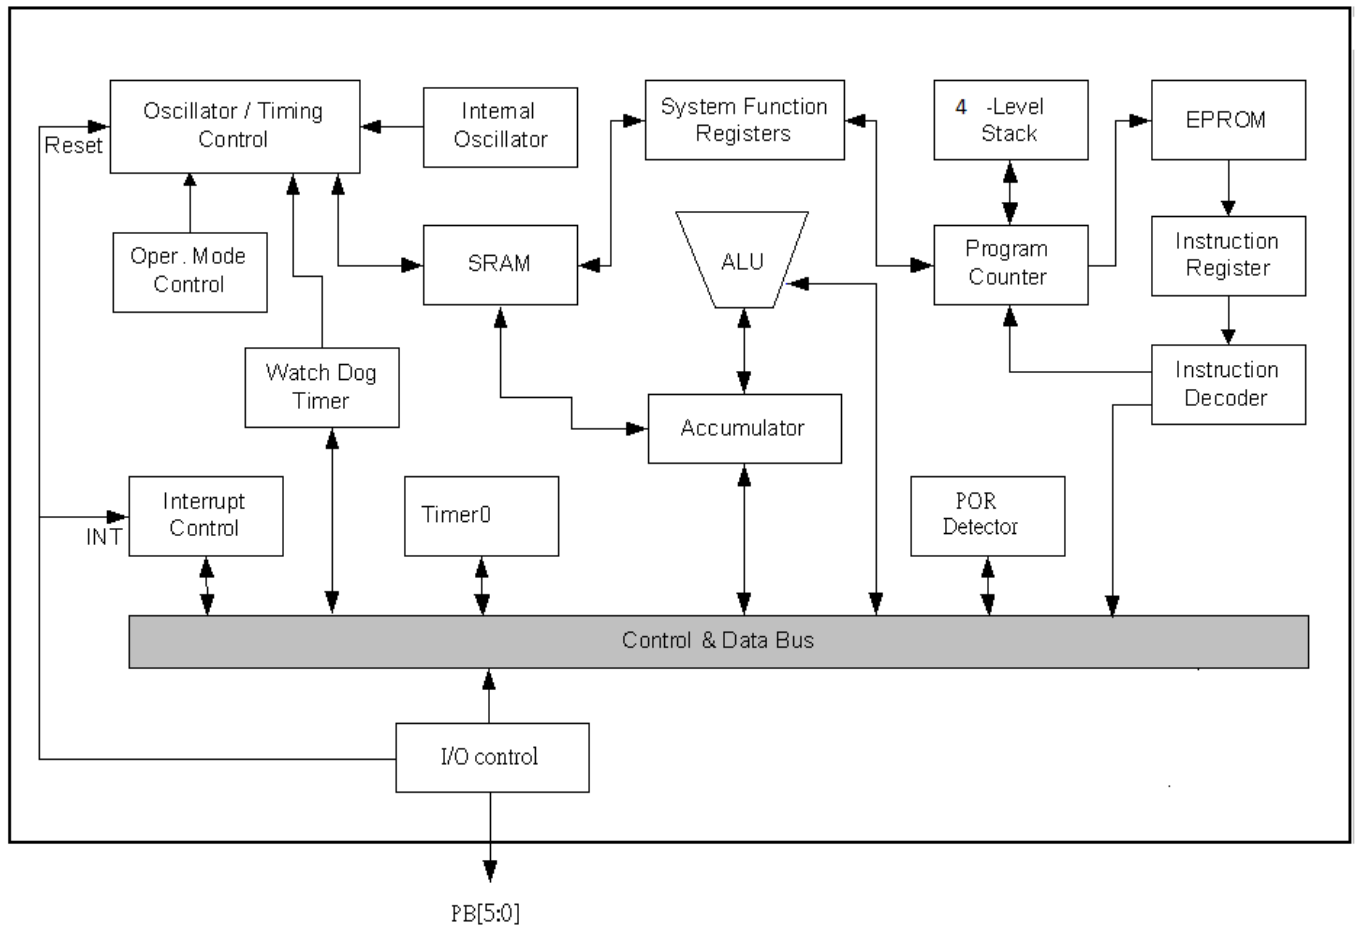 Oscillator / Timing
Control
Internal
Oscillator
System Function
Registers
4 -Level
Stack
EPROM
Reset
Oper. Mode
Control
SRAM
ALU
Program
Counter
Instruction
Register
Watch Dog
Timer
Accumulator
Instruction
Decoder
Interrupt
Control
INT
Timer0
POR
Detector
Control & Data Bus
I/O control
PB[5:0]